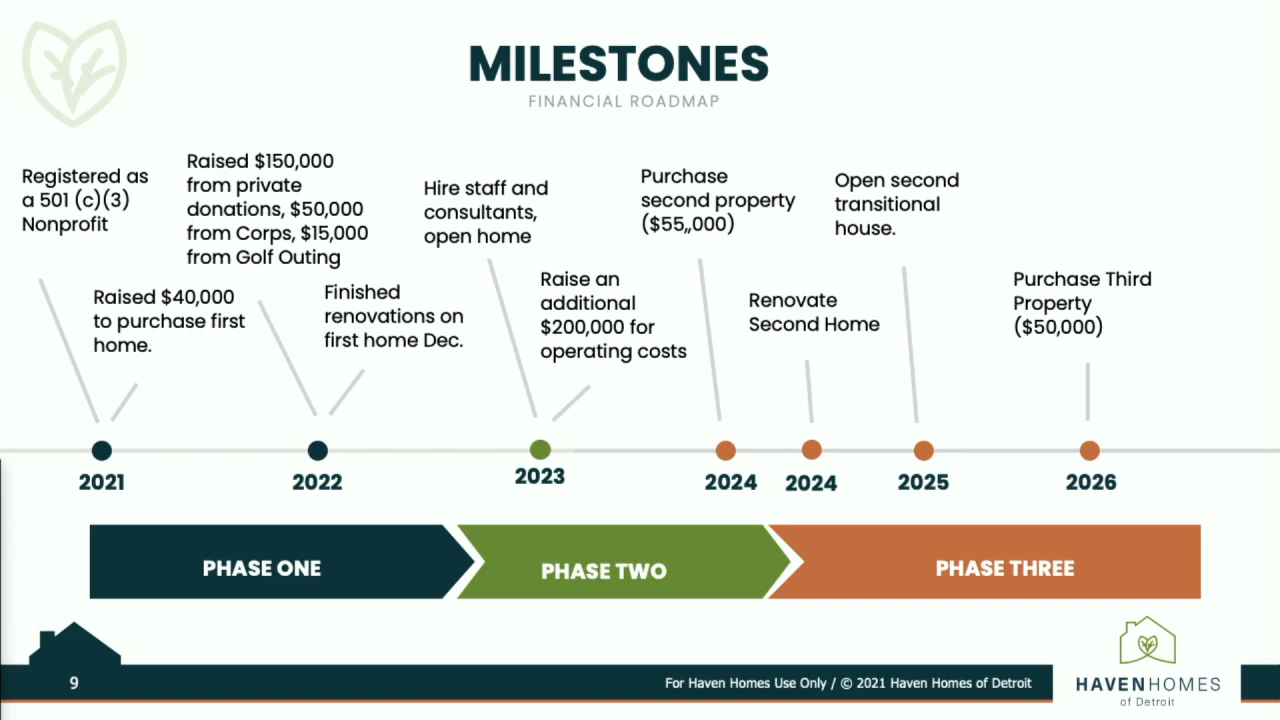 MILESTONES
FINANCIAL ROADMAP
Registered as
a 501 (c)(3)
Nonprofit
Raised $40,000
to purchase first
home.
Raised $150,000
from private
donations, $50,000
from Corps, $15,000
from Golf Outing
Finished
renovations on
first home Dec.
Hire staff and
consultants,
open home
Raise an
additional
$200,000 for
operating costs
Purchase
second property
($55,,000)
Renovate
Second Home
Open second
transitional
house.
Purchase Third
Property
($50,000)
2021
2022
2023
2024
2024
2025
2026
PHASE ONE
PHASE TWO
PHASE THREE
9
For Haven Homes Use Only / © 2021 Haven Homes of Detroit
HAVENHOMES
of Detroit